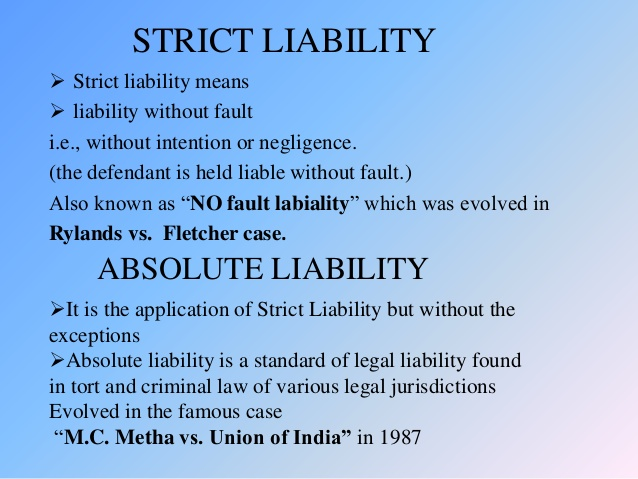 STRICT LIABILITY
➢ Strict liability means
➢ liability without fault
i.e., without intention or negligence.
(the defendant is held liable without fault.)
Also known as “NO fault labiality” which was evolved in
Rylands vs. Fletcher case.
ABSOLUTE LIABILITY
➢It is the application of Strict Liability but without the
exceptions
➢Absolute liability is a standard of legal liability found
in tort and criminal law of various legal jurisdictions
Evolved in the famous case
“M.C. Metha vs. Union of India” in 1987